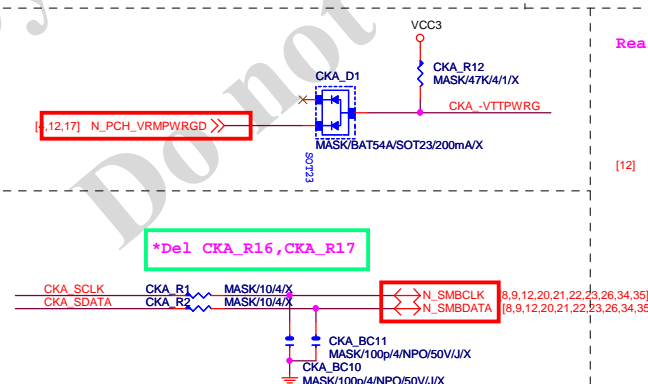 VCC3
Rea
CKA_D1
CKA_R12
MASK/47K/4/1/X
CKA_-VTTPWRG
,12,17] N_PCH_VRMPWRGD
MASK/BAT54A/SOT23/200mA/X
SOT23
[12]
Do not
*Del CKA_R16,CKA_R17
CKA_SCLK CKA_R1 MASK/10/4/X N_SMBCLK [8,9,12,20,21,22,23,26,34,35]
CKA_SDATA CKA_R2 MASK/10/4/X N_SMBDATA [8,9,12,20,21,22,23,26,34,35
CKA_BC11
MASK/100p/4/NPO/50V/J/X
CKA_BC10
MASK/100p/4/NPO/50V/J/X